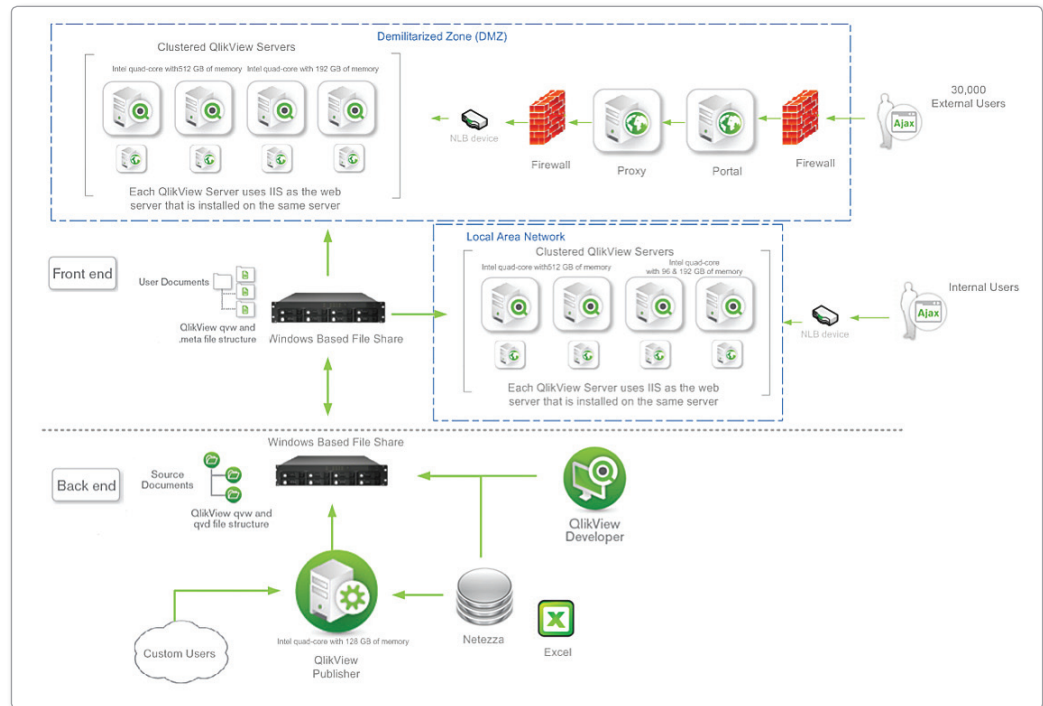 Demilitarized Zone (DMZ)
Clustered QlikView Servers
Intel quad-core with512 GB of memory
Intel quad-core with 192 GB of memory
Each QlikView Server uses IIS as the web
server that is installed on the same server
NLB device
Firewall
Proxy
Portal
Firewall
30,000
External Users
Ajax
Front end
User Documents
QlikView qvw and
.meta file structure
Windows Based File Share
Local Area Network
Clustered QlikView Servers
Intel quad-core with512 GB of memory
Intel quad-core
with 96 & 192 GB of memory
Each QlikView Server uses IIS as the web
server that is installed on the same server
NLB device
Internal Users
Ajax
Back end
Windows Based File Share
Source
Documents
QlikView qvw and
qvd file structure
QlikView
Developer
Custom Users
Intel quad-core with 128 GB of memory
QlikView
Publisher
Netezza
X
Excel